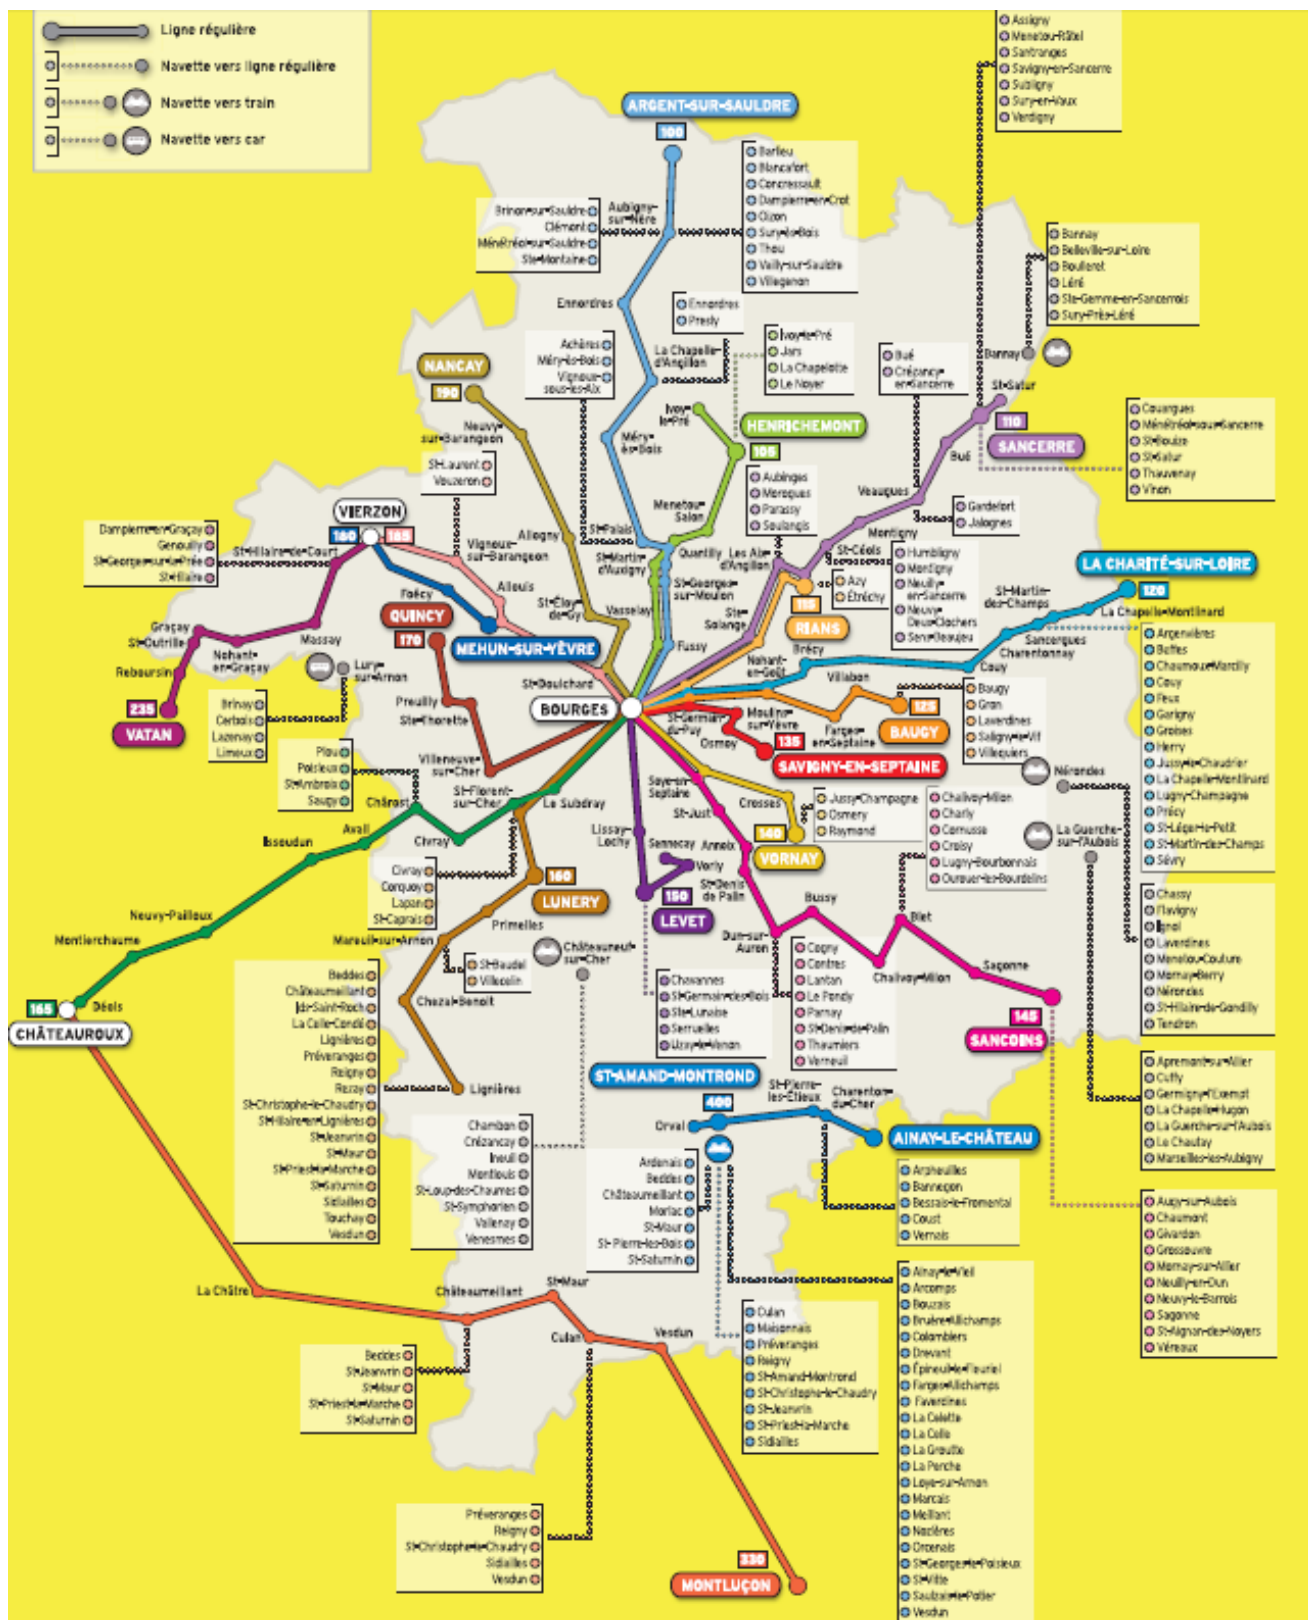 Ligne régulière
Navette vers ligne régulière
Navette vers train
Navette vers car
Assigny
Menetou-Râtel
Santranges
Savigny-en-Sancerre
Subligny
Sury-en-Vaux
Verdigny
ARGENT-SUR-SAULDRE
100
Barlieu
Blancafort
Concressault
Dampierre-en-Crot
Oizon
Sury-ès-Bois
Thou
Vailly-sur-Sauldre
Villegenon
Brinon-sur-Sauldre
Clémont
Ménétréol-sur-Sauldre
Ste-Montaine
Aubigny-
sur-Nère
Bannay
Belleville-sur-Loire
Boulleret
Léré
Ste-Gemme-en-Sancerrois
Sury-Près-Léré
Ennordres
Ennordres
Presly
Achères
Méry-ès-Bois
Vignoux-
sous-les-Aix
La Chapelle-
d'Angillon
Ivoy-le-Pré
Jars
La Chapelotte
Le Noyer
Bué
Crézancy-
en-Sancerre
Bannay
St-Satur
NANCAY
190
Neuvy-
sur-Barangeon
Ivoy-
le-Pré
HENRICHEMONT
105
110
SANCERRE
Couargues
Ménétréol-sous-Sancerre
St-Bouize
St-Satur
Thauvenay
Vinon
Méry-
ès-Bois
Bué
St-Laurent
Vouzeron
Aubinges
Morogues
Parassy
Soulangis
Veaugues
Gardefort
Jalognes
Menetou-
Salon
VIERZON
180
185
Dampierre-en-Graçay
Genouilly
St-Georges-sur-la-Prée
St-Hilaire
St-Hilaire-de-Court
Vignoux-
sur-Barangeon
Allogny
St-Palais
St-Martin
d'Auxigny
Quantilly
Les Aix
d'Angillon
Montigny
St-Céols
Humbligny
Montigny
Neuilly-
en-Sancerre
Neuvy-
Deux-Clochers
Sens-Beaujeu
Azy
Étréchy
LA CHARITÉ-SUR-LOIRE
120
St-Martin-
des-Champs
La Chapelle-Montlinard
Foëcy
Allouis
St-Éloy-
de-Gy
Vasselay
St-Georges-
sur-Moulon
Ste-
Solange
115
RIANS
Fussy
QUINCY
170
MEHUN-SUR-YÈVRE
Graçay
St-Outrille
Nohant-
en-Graçay
Massay
Reboursin
235
VATAN
Lury-
sur-Arnon
Brinay
Cerbois
Lazenay
Limeux
Preuilly
Ste-Thorette
St-Doulchard
BOURGES
Nohant-
en-Goût
Brécy
Villabon
Couy
Sancergues
Charentonnay
Argenvières
Beffes
Chaumoux-Marcilly
Couy
Feux
Garigny
Groises
Herry
Jussy-le-Chaudrier
La Chapelle-Montlinard
Lugny-Champagne
Précy
St-Léger-le-Petit
St-Martin-des-Champs
Sévry
St-Germain-
du-Puy
Moulins-
sur-Yèvre
Osmoy
135
SAVIGNY-EN-SEPTAINE
Farges-
en-Septaine
125
BAUGY
Baugy
Gron
Laverdines
Saligny-le-Vif
Villequiers
Nérondes
La Guerche-
sur-l'Aubois
Plou
Poisieux
St-Ambroix
Saugy
Villeneuve-
sur-Cher
St-Florent-
sur-Cher
Le Subdray
Chârost
Civray
Avail
Issoudun
Soye-en-
Septaine
St-Just
Crosses
140
VORNAY
Jussy-Champagne
Osmery
Raymond
Chalivoy-Milon
Charly
Cornusse
Croisy
Lugny-Bourbonnais
Ourouer-les-Bourdelins
Lissay-
Lochy
Sennecay
Vorly
150
LEVET
Annoix
St-Denis
de Palin
Bussy
Blet
Dun-sur-
Auron
Chalivoy-Milon
Sagonne
145
SANCOINS
Civray
Corquoy
Lapan
St-Caprais
160
LUNERY
Primelles
Mareuil-sur-Arnon
St-Baudel
Villecelin
Chezal-Benoît
Lignières
Châteauneuf-
sur-Cher
Neuvy-Pailloux
Montierchaume
165
Déols
CHÂTEAUROUX
Chassy
Flavigny
Ignol
Laverdines
Menetou-Couture
Mornay-Berry
Nérondes
St-Hilaire-de-Gondilly
Tendron
Beddes
Châteaumeillant
Ids-Saint-Roch
La Celle-Condé
Lignières
Préveranges
Reigny
Rezay
St-Christophe-le-Chaudry
St-Hilaire-en-Lignières
St-Jeanvrin
St-Maur
St-Priest-la-Marche
St-Saturnin
Sidiailles
Touchay
Vesdun
Chavannes
St-Germain-des-Bois
Ste-Lunaise
Serruelles
Uzay-le-Venon
Cogny
Contres
Lantan
Le Pondy
Parnay
St-Denis-de-Palin
Thaumiers
Verneuil
Apremont-sur-Allier
Cuffy
Germigny-l'Exempt
La Chapelle-Hugon
La Guerche-sur-l'Aubois
Le Chautay
Marseilles-les-Aubigny
ST-AMAND-MONTROND
400
Orval
St-Pierre-
les-Étieux
Charenton-
du-Cher
AINAY-LE-CHÂTEAU
Chambon
Crézancay
Ineuil
Montlouis
St-Loup-des-Chaumes
St-Symphorien
Vallenay
Venesmes
Ardenais
Beddes
Châteaumeillant
Morlac
St-Maur
St-Pierre-les-Bois
St-Saturnin
Arpheuilles
Bannegon
Bessais-le-Fromental
Coust
Vernais
Augy-sur-Aubois
Chaumont
Givardon
Grossouvre
Mornay-sur-Allier
Neuilly-en-Dun
Neuvy-le-Barrois
Sagonne
St-Aignan-des-Noyers
Véreaux
La Châtre
Châteaumeillant
St-Maur
Culan
Vesdun
Culan
Maisonnais
Préveranges
Reigny
St-Amand-Montrond
St-Christophe-le-Chaudry
St-Jeanvrin
St-Priest-la-Marche
Sidiailles
Ainay-le-Vieil
Arcomps
Bouzais
Bruère-Allichamps
Colombiers
Drevant
Épineuil-le-Fleuriel
Farges-Allichamps
Faverdines
La Celette
La Celle
La Groutte
La Perche
Loye-sur-Arnon
Marcais
Meillant
Nozières
Orcenais
St-Georges-le-Poisieux
St-Vitte
Saulzais-le-Potier
Vesdun
Beddes
St-Jeanvrin
St-Maur
St-Priest-la-Marche
St-Saturnin
Préveranges
Reigny
St-Christophe-le-Chaudry
Sidiailles
Vesdun
330
MONTLUÇON